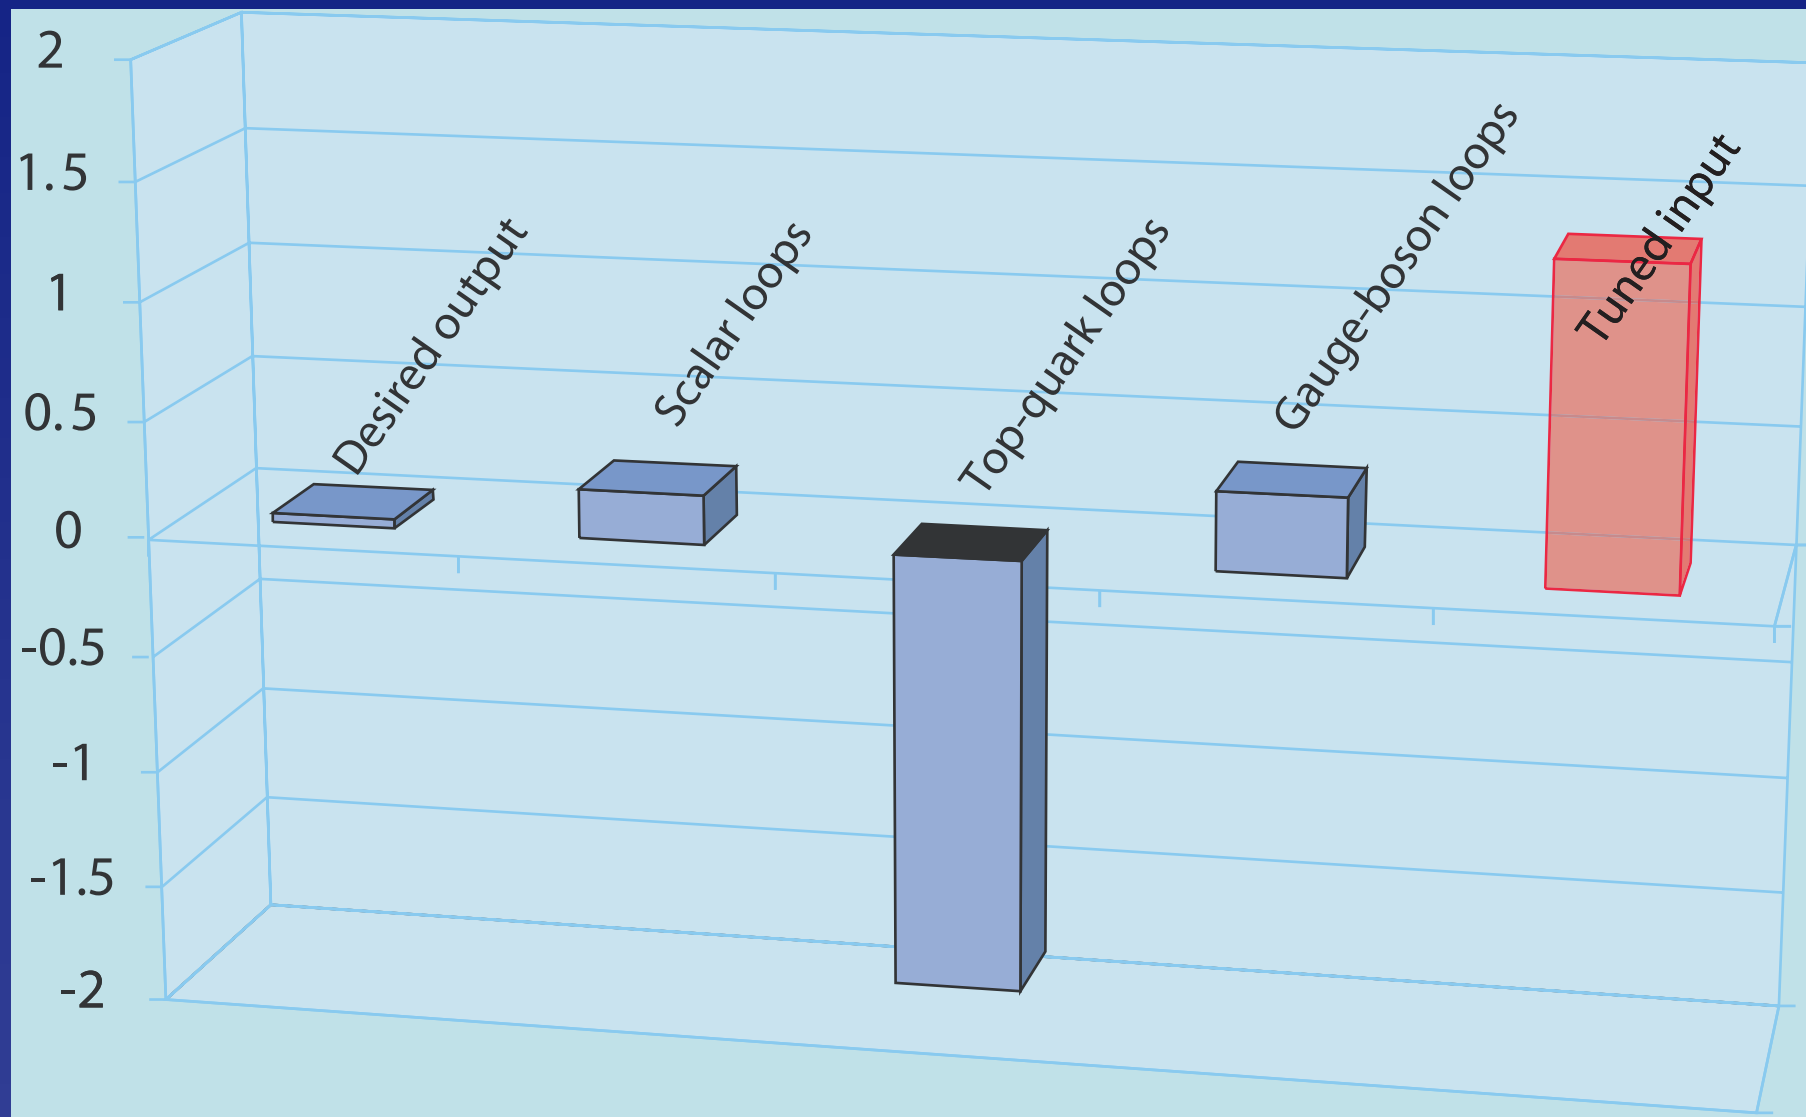 2
1.5
1
0.5
0
-0.5
-1
-1.5
-2
Desired output
Scalar loops
Top-quark loops
Gauge-boson loops
Tuned input